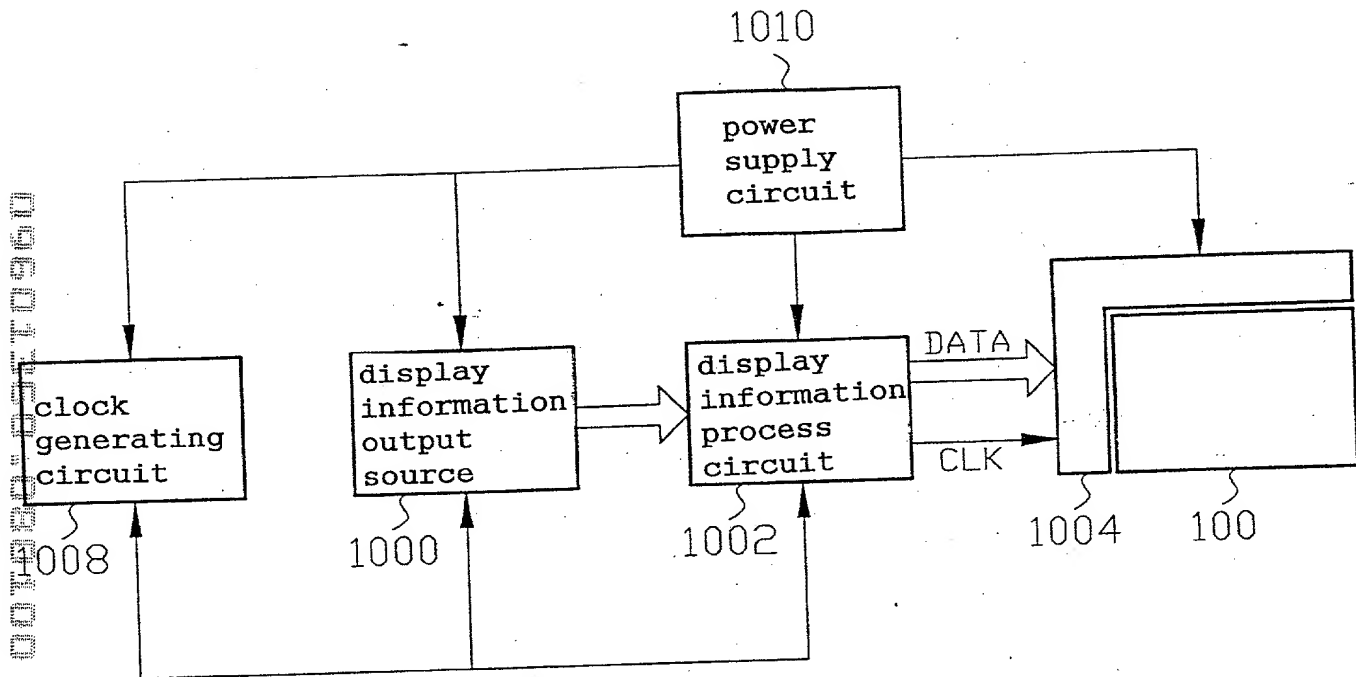 1010
power
supply
circuit
DATA
CLK
clock
generating
circuit
display
information
output
source
display
information
process
circuit
1008
1000
1002
1004
100